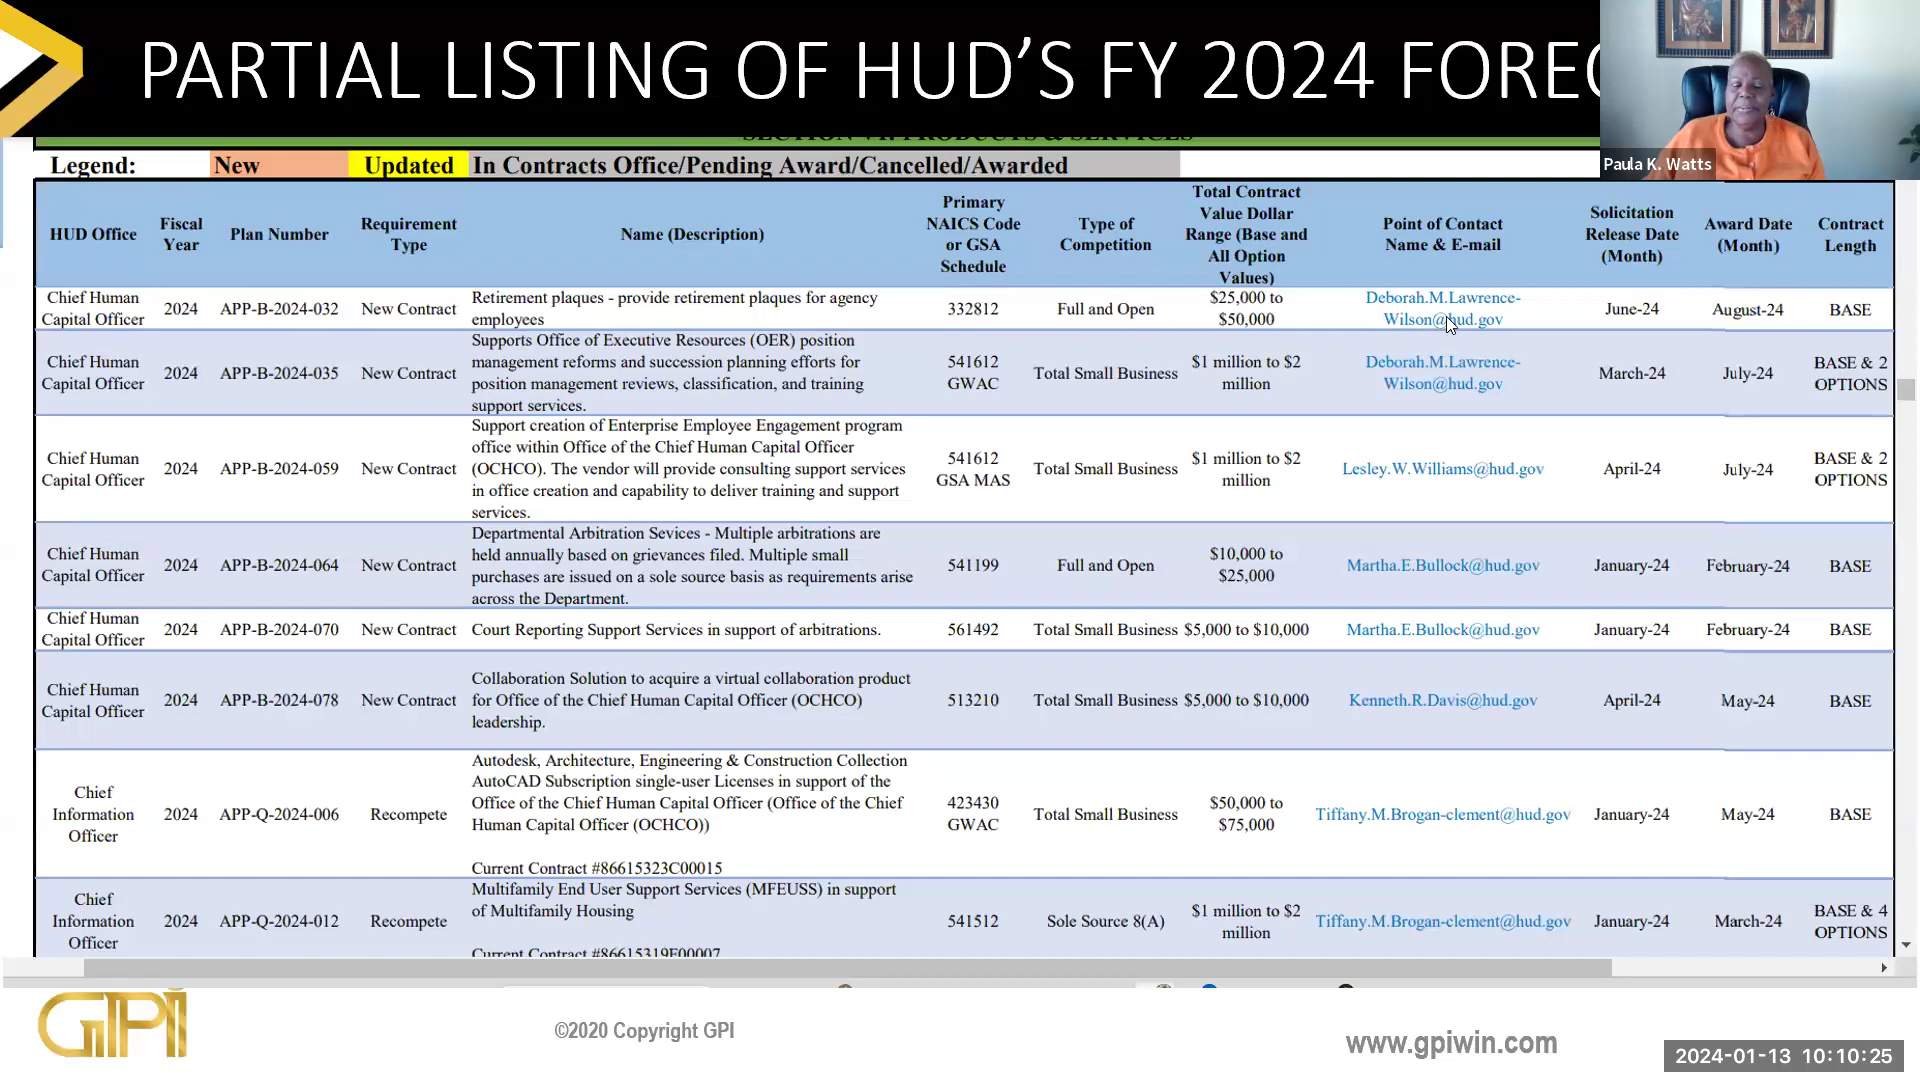 PARTIAL LISTING OF HUD’S FY 2024 FOREC
Paula K. Watts
SECTION VI: PRODUCTS & SERVICES
Legend: New Updated In Contracts Office/Pending Award/Cancelled/Awarded
HUD Office
Fiscal
Year
Plan Number
Requirement
Type
Name (Description)
Primary
NAICS Code
or GSA
Schedule
Type of
Competition
Total Contract
Value Dollar
Range (Base and
All Option
Values)
Point of Contact
Name & E-mail
Solicitation
Release Date
(Month)
Award Date
(Month)
Contract
Length
Chief Human
Capital Officer
2024
APP-B-2024-032
New Contract
Retirement plaques - provide retirement plaques for agency
employees
332812
Full and Open
$25,000 to
$50,000
Deborah.M.Lawrence-
Wilson@hud.gov
June-24
August-24
BASE
Chief Human
Capital Officer
2024
APP-B-2024-035
New Contract
Supports Office of Executive Resources (OER) position
management reforms and succession planning efforts for
position management reviews, classification, and training
support services.
541612
GWAC
Total Small Business
$1 million to $2
million
Deborah.M.Lawrence-
Wilson@hud.gov
March-24
July-24
BASE & 2
OPTIONS
Chief Human
Capital Officer
2024
APP-B-2024-059
New Contract
Support creation of Enterprise Employee Engagement program
office within Office of the Chief Human Capital Officer
(OCHCO). The vendor will provide consulting support services
in office creation and capability to deliver training and support
services.
541612
GSA MAS
Total Small Business
$1 million to $2
million
Lesley.W.Williams@hud.gov
April-24
July-24
BASE & 2
OPTIONS
Chief Human
Capital Officer
2024
APP-B-2024-064
New Contract
Departmental Arbitration Sevices - Multiple arbitrations are
held annually based on grievances filed. Multiple small
purchases are issued on a sole source basis as requirements arise
across the Department.
541199
Full and Open
$10,000 to
$25,000
Martha.E.Bullock@hud.gov
January-24
February-24
BASE
Chief Human
Capital Officer
2024
APP-B-2024-070
New Contract
Court Reporting Support Services in support of arbitrations.
561492
Total Small Business
$5,000 to $10,000
Martha.E.Bullock@hud.gov
January-24
February-24
BASE
Chief Human
Capital Officer
2024
APP-B-2024-078
New Contract
Collaboration Solution to acquire a virtual collaboration product
for Office of the Chief Human Capital Officer (OCHCO)
leadership.
513210
Total Small Business
$5,000 to $10,000
Kenneth.R.Davis@hud.gov
April-24
May-24
BASE
Chief
Information
Officer
2024
APP-Q-2024-006
Recompete
Autodesk, Architecture, Engineering & Construction Collection
AutoCAD Subscription single-user Licenses in support of the
Office of the Chief Human Capital Officer (Office of the Chief
Human Capital Officer (OCHCO))
Current Contract #86615323C00015
423430
GWAC
Total Small Business
$50,000 to
$75,000
Tiffany.M.Brogan-clement@hud.gov
January-24
May-24
BASE
Chief
Information
Officer
2024
APP-Q-2024-012
Recompete
Multifamily End User Support Services (MFEUSS) in support
of Multifamily Housing
Current Contract #86615319F00007
541512
Sole Source 8(A)
$1 million to $2
million
Tiffany.M.Brogan-clement@hud.gov
January-24
March-24
BASE & 4
OPTIONS
GPI
©2020 Copyright GPI
www.gpiwin.com
2024-01-13 10:10:25